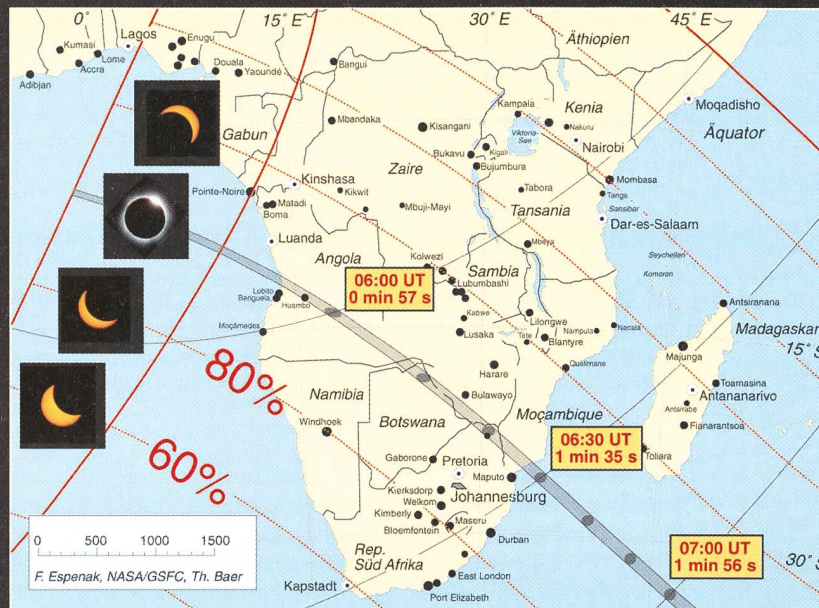 0° 15° E 30° E 45° E
Äthiopien
Kumasi
Lagos
Enugu
Lome
Accra
Adibjan
Douala
Yaoundé
Bangui
Moqadisho
Gabun
Mbandaka
Kisangani
Kampala
Kenia
Viktoria-
See
Nakuru
Nairobi
Äquator
Bukavu
Kigali
Bujumbura
Zaire
Pointe-Noire
Kinshasa
Kikwit
Matadi
Boma
Mbuji-Mayi
Tabora
Mombasa
Tanga
Sansibar
Tansania
Dar-es-Salaam
Luanda
Angola
Kolwezi
Mbeya
Seychellen
Komoren
06:00 UT
0 min 57 s
Sambia
Lubumbashi
Lobito
Benguela
Huambo
Kabwe
Lilongwe
Nampula
Nacala
Antsiranana
Moçâmedes
Lusaka
Tete
Blantyre
Madagaskar
15° S
Quelimane
Majunga
80%
Harare
Toamasina
Antananarivo
Namibia
Bulawayo
Antsirabe
Botswana
Moçambique
Fianarantsoa
Windhoek
06:30 UT
1 min 35 s
Toliara
60%
Gaborone
Pretoria
Maputo
Klerksdorp
Johannesburg
Welkom
Kimberly
Maseru
Bloemfontein
Durban
07:00 UT
1 min 56 s
0 500 1000 1500
F. Espenak, NASA/GSFC, Th. Baer
Rep.
Süd Afrika
30° S
East London
Kapstadt
Port Elizabeth